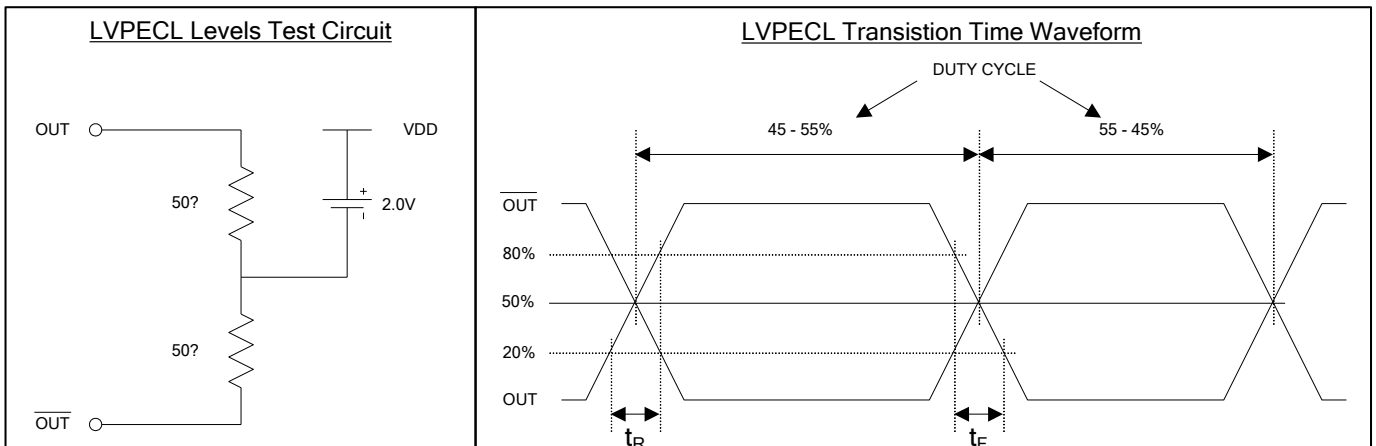 LVPECL Levels Test Circuit
OUT
VDD
50?
2.0V
50?
OUT
LVPECL Transistion Time Waveform
DUTY CYCLE
45 - 55%
55 - 45%
OUT
80%
50%
20%
OUT
tR
tF